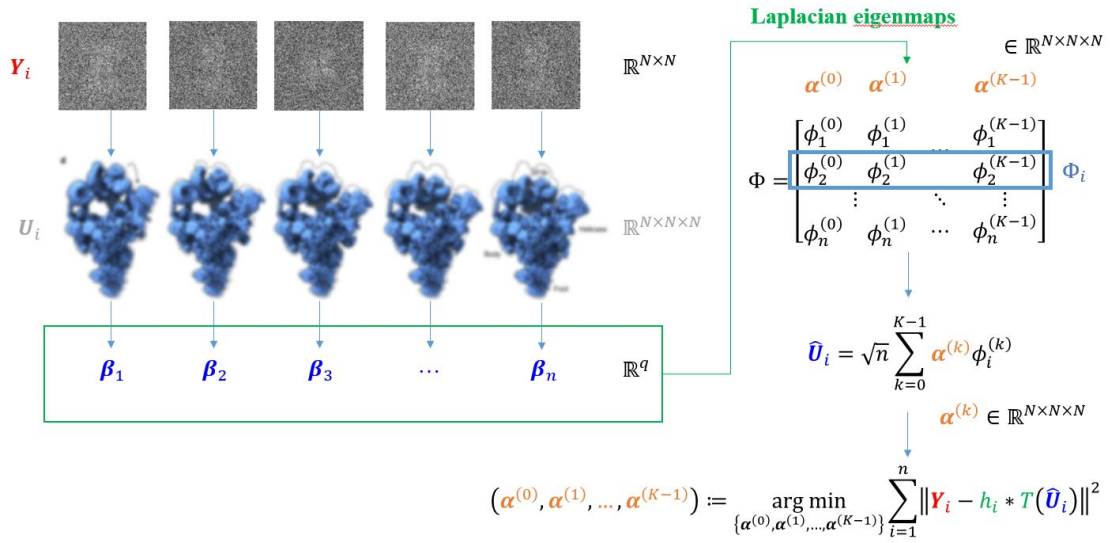 Laplacian eigenmaps
Y_i
ℝ^{N×N}
∈ ℝ^{N×N×N}
α^{(0)} α^{(1)} α^{(K−1)}
Φ = [ϕ_1^{(0)} ϕ_1^{(1)} … ϕ_1^{(K−1)}
ϕ_2^{(0)} ϕ_2^{(1)} ϕ_2^{(K−1)}
⋮ ⋱ ⋮
ϕ_n^{(0)} ϕ_n^{(1)} ⋯ ϕ_n^{(K−1)}]
Φ_i
d
U_i
ℝ^{N×N×N}
Body
Foot
β_1 β_2 β_3 ⋯ β_n ℝ^q
Û_i = √n ∑_{k=0}^{K−1} α^{(k)} ϕ_i^{(k)}
α^{(k)} ∈ ℝ^{N×N×N}
(α^{(0)}, α^{(1)}, …, α^{(K−1)}) ≔ arg min_{{α^{(0)},α^{(1)},…,α^{(K−1)}}} ∑_{i=1}^{n} ‖Y_i − h_i * T(Û_i)‖^2